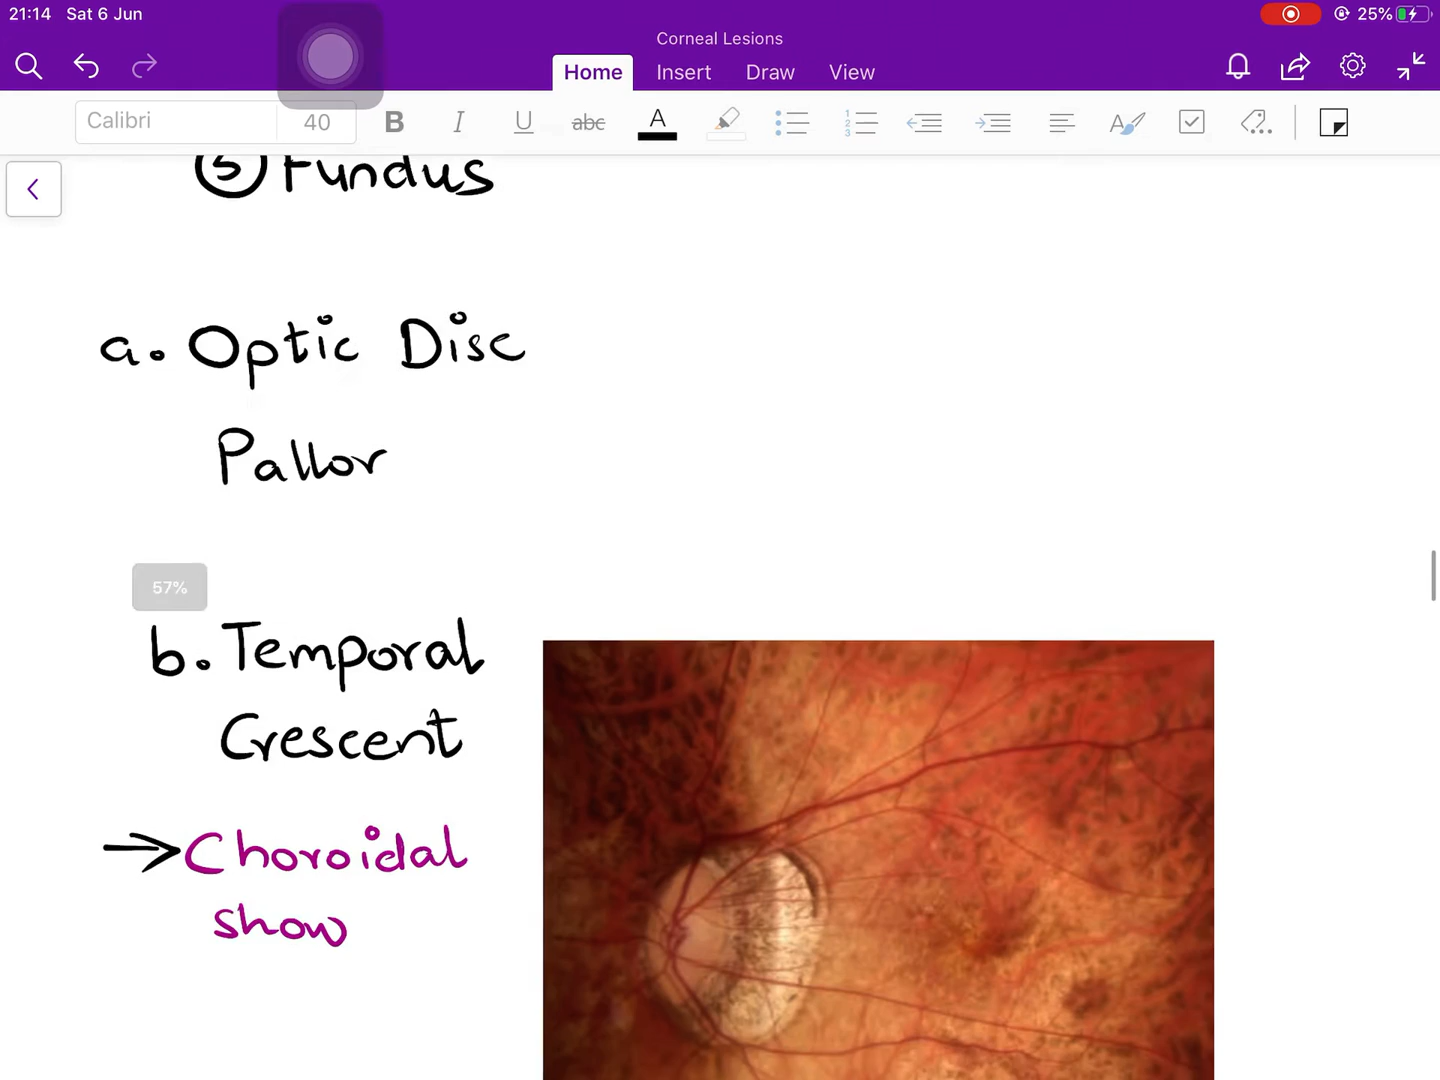 21:14 Sat 6 Jun
25%
Corneal Lesions
Home Insert Draw View
Calibri 40 B I U abc A
5 Fundus
a. Optic Disc
Pallor
57%
b. Temporal
Crescent
→ Choroidal
show